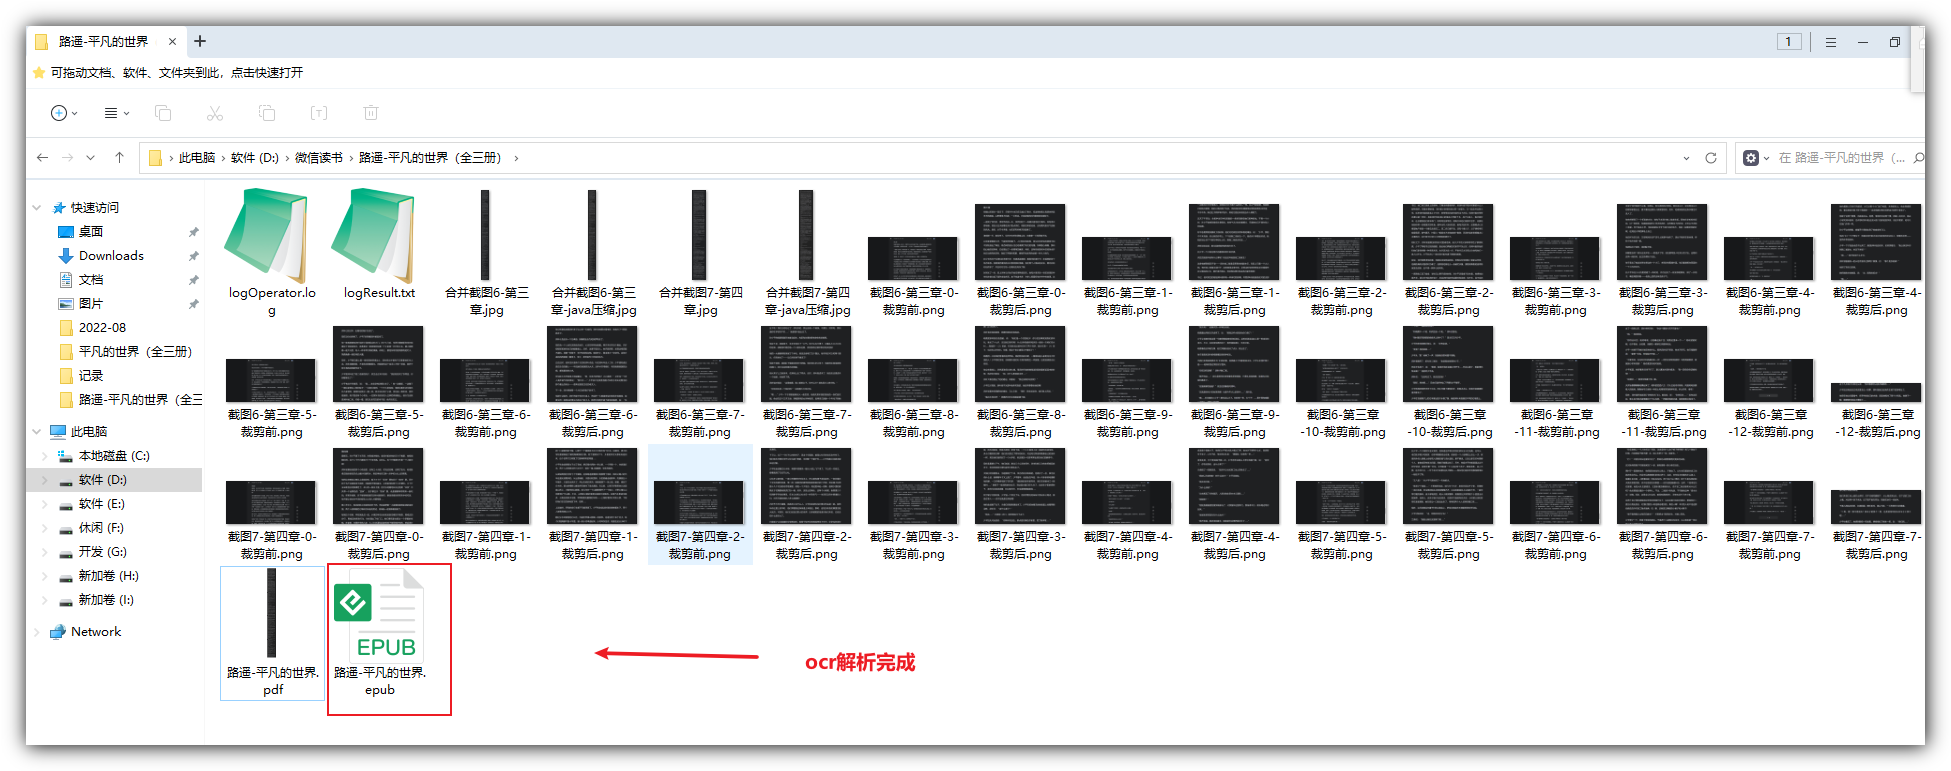 路遥-平凡的世界
1
可拖动文档、软件、文件夹到此，点击快速打开
此电脑 › 软件 (D:) › 微信读书 › 路遥-平凡的世界（全三册） ›
在 路遥-平凡的世界（...
快速访问
桌面
Downloads
文档
图片
2022-08
平凡的世界（全三册）
记录
路遥-平凡的世界（全三
此电脑
本地磁盘 (C:)
软件 (D:)
软件 (E:)
休闲 (F:)
开发 (G:)
新加卷 (H:)
新加卷 (I:)
Network
logOperator.lo
g
logResult.txt
合并截图6-第三
章.jpg
合并截图6-第三
章-java压缩.jpg
合并截图7-第四
章.jpg
合并截图7-第四
章-java压缩.jpg
截图6-第三章-0-
裁剪前.png
截图6-第三章-0-
裁剪后.png
截图6-第三章-1-
裁剪前.png
截图6-第三章-1-
裁剪后.png
截图6-第三章-2-
裁剪前.png
截图6-第三章-2-
裁剪后.png
截图6-第三章-3-
裁剪前.png
截图6-第三章-3-
裁剪后.png
截图6-第三章-4-
裁剪前.png
截图6-第三章-4-
裁剪后.png
截图6-第三章-5-
裁剪前.png
截图6-第三章-5-
裁剪后.png
截图6-第三章-6-
裁剪前.png
截图6-第三章-6-
裁剪后.png
截图6-第三章-7-
裁剪前.png
截图6-第三章-7-
裁剪后.png
截图6-第三章-8-
裁剪前.png
截图6-第三章-8-
裁剪后.png
截图6-第三章-9-
裁剪前.png
截图6-第三章-9-
裁剪后.png
截图6-第三章
-10-裁剪前.png
截图6-第三章
-10-裁剪后.png
截图6-第三章
-11-裁剪前.png
截图6-第三章
-11-裁剪后.png
截图6-第三章
-12-裁剪前.png
截图6-第三章
-12-裁剪后.png
截图7-第四章-0-
裁剪前.png
截图7-第四章-0-
裁剪后.png
截图7-第四章-1-
裁剪前.png
截图7-第四章-1-
裁剪后.png
截图7-第四章-2-
裁剪前.png
截图7-第四章-2-
裁剪后.png
截图7-第四章-3-
裁剪前.png
截图7-第四章-3-
裁剪后.png
截图7-第四章-4-
裁剪前.png
截图7-第四章-4-
裁剪后.png
截图7-第四章-5-
裁剪前.png
截图7-第四章-5-
裁剪后.png
截图7-第四章-6-
裁剪前.png
截图7-第四章-6-
裁剪后.png
截图7-第四章-7-
裁剪前.png
截图7-第四章-7-
裁剪后.png
路遥-平凡的世界.
pdf
EPUB
路遥-平凡的世界.
epub
ocr解析完成